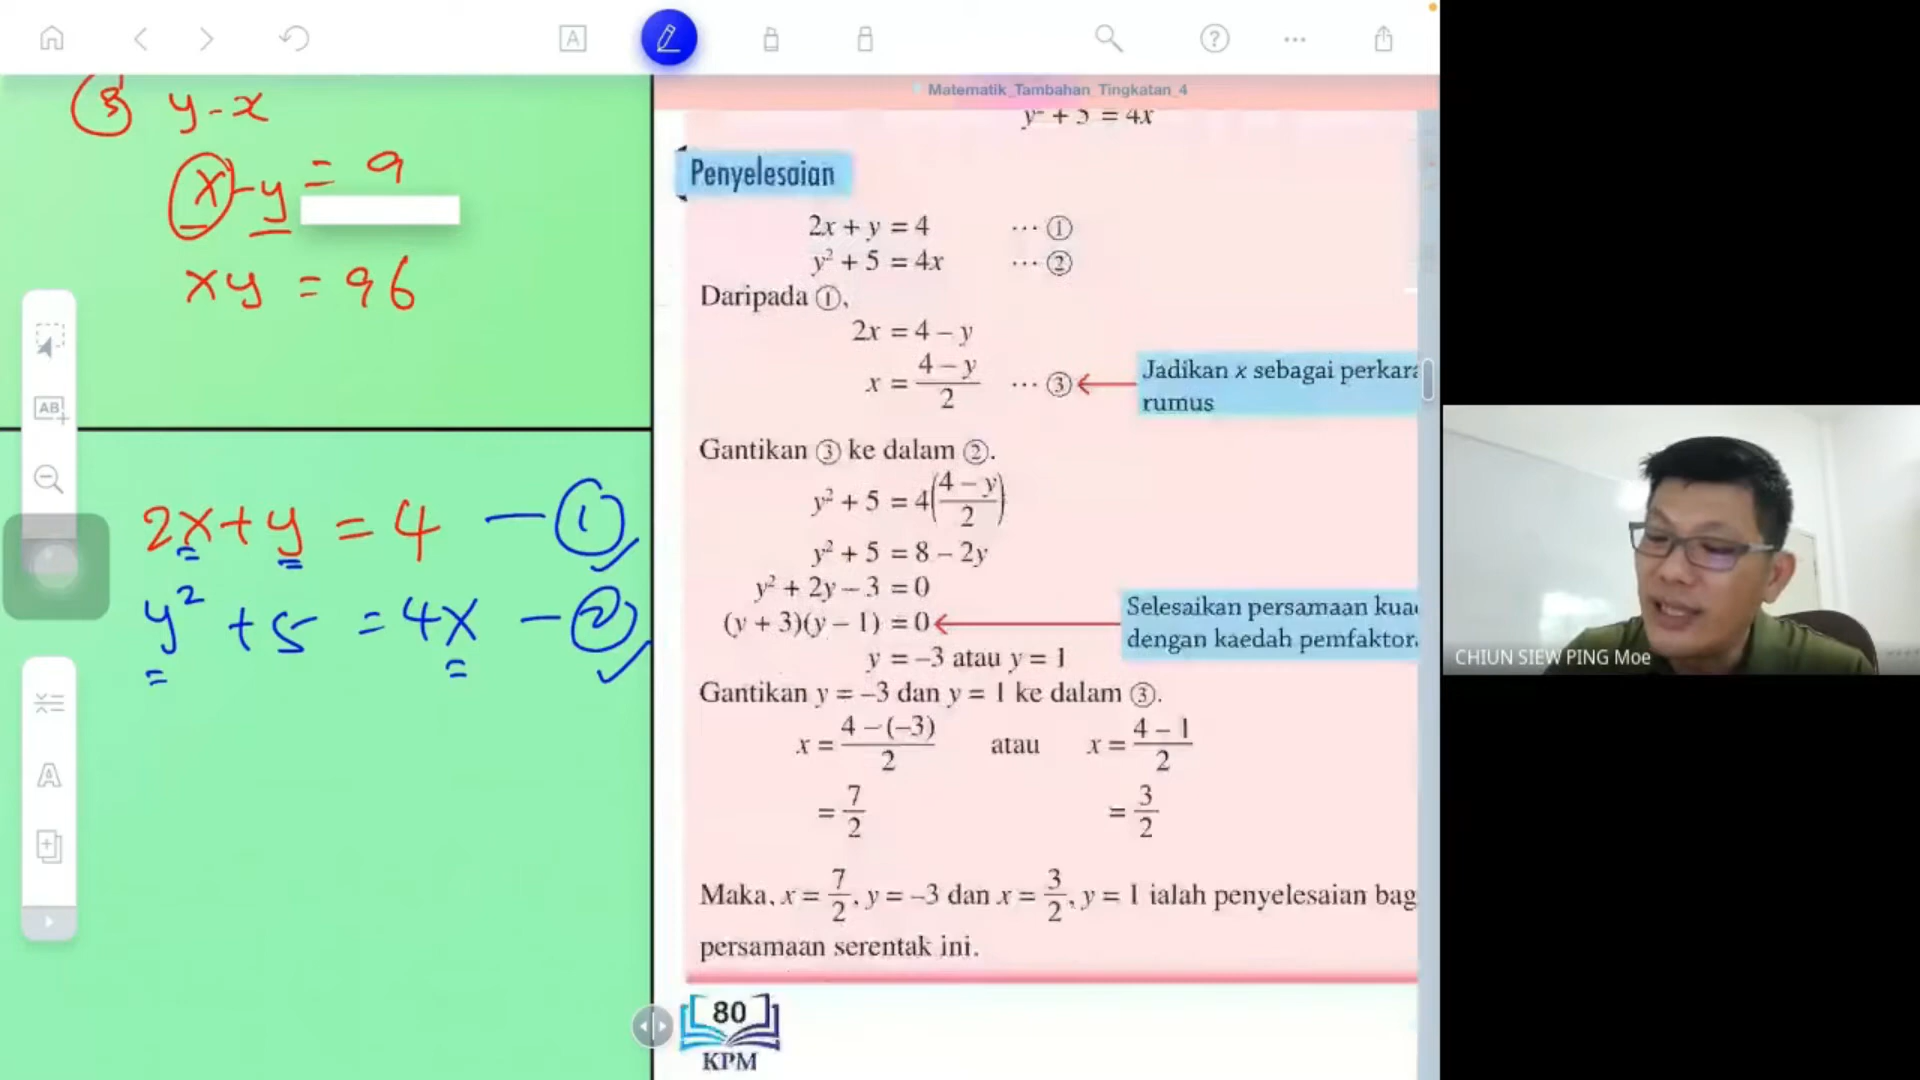 ③ y-x
x-y = 9
xy = 96
2x+y = 4 — ①
y² + 5 = 4x — ②
Matematik_Tambahan_Tingkatan_4
y² + 5 = 4x
Penyelesaian
2x + y = 4 ... ①
y² + 5 = 4x ... ②
Daripada ①,
2x = 4 – y
x = (4 – y)/2 ... ③
Jadikan x sebagai perkara
rumus
Gantikan ③ ke dalam ②.
y² + 5 = 4((4 – y)/2)
y² + 5 = 8 – 2y
y² + 2y – 3 = 0
(y + 3)(y – 1) = 0
Selesaikan persamaan kua
dengan kaedah pemfaktor
y = –3 atau y = 1
Gantikan y = –3 dan y = 1 ke dalam ③.
x = (4 – (–3))/2 atau x = (4 – 1)/2
= 7/2 = 3/2
Maka, x = 7/2, y = –3 dan x = 3/2, y = 1 ialah penyelesaian bag
persamaan serentak ini.
80
KPM
CHIUN SIEW PING Moe